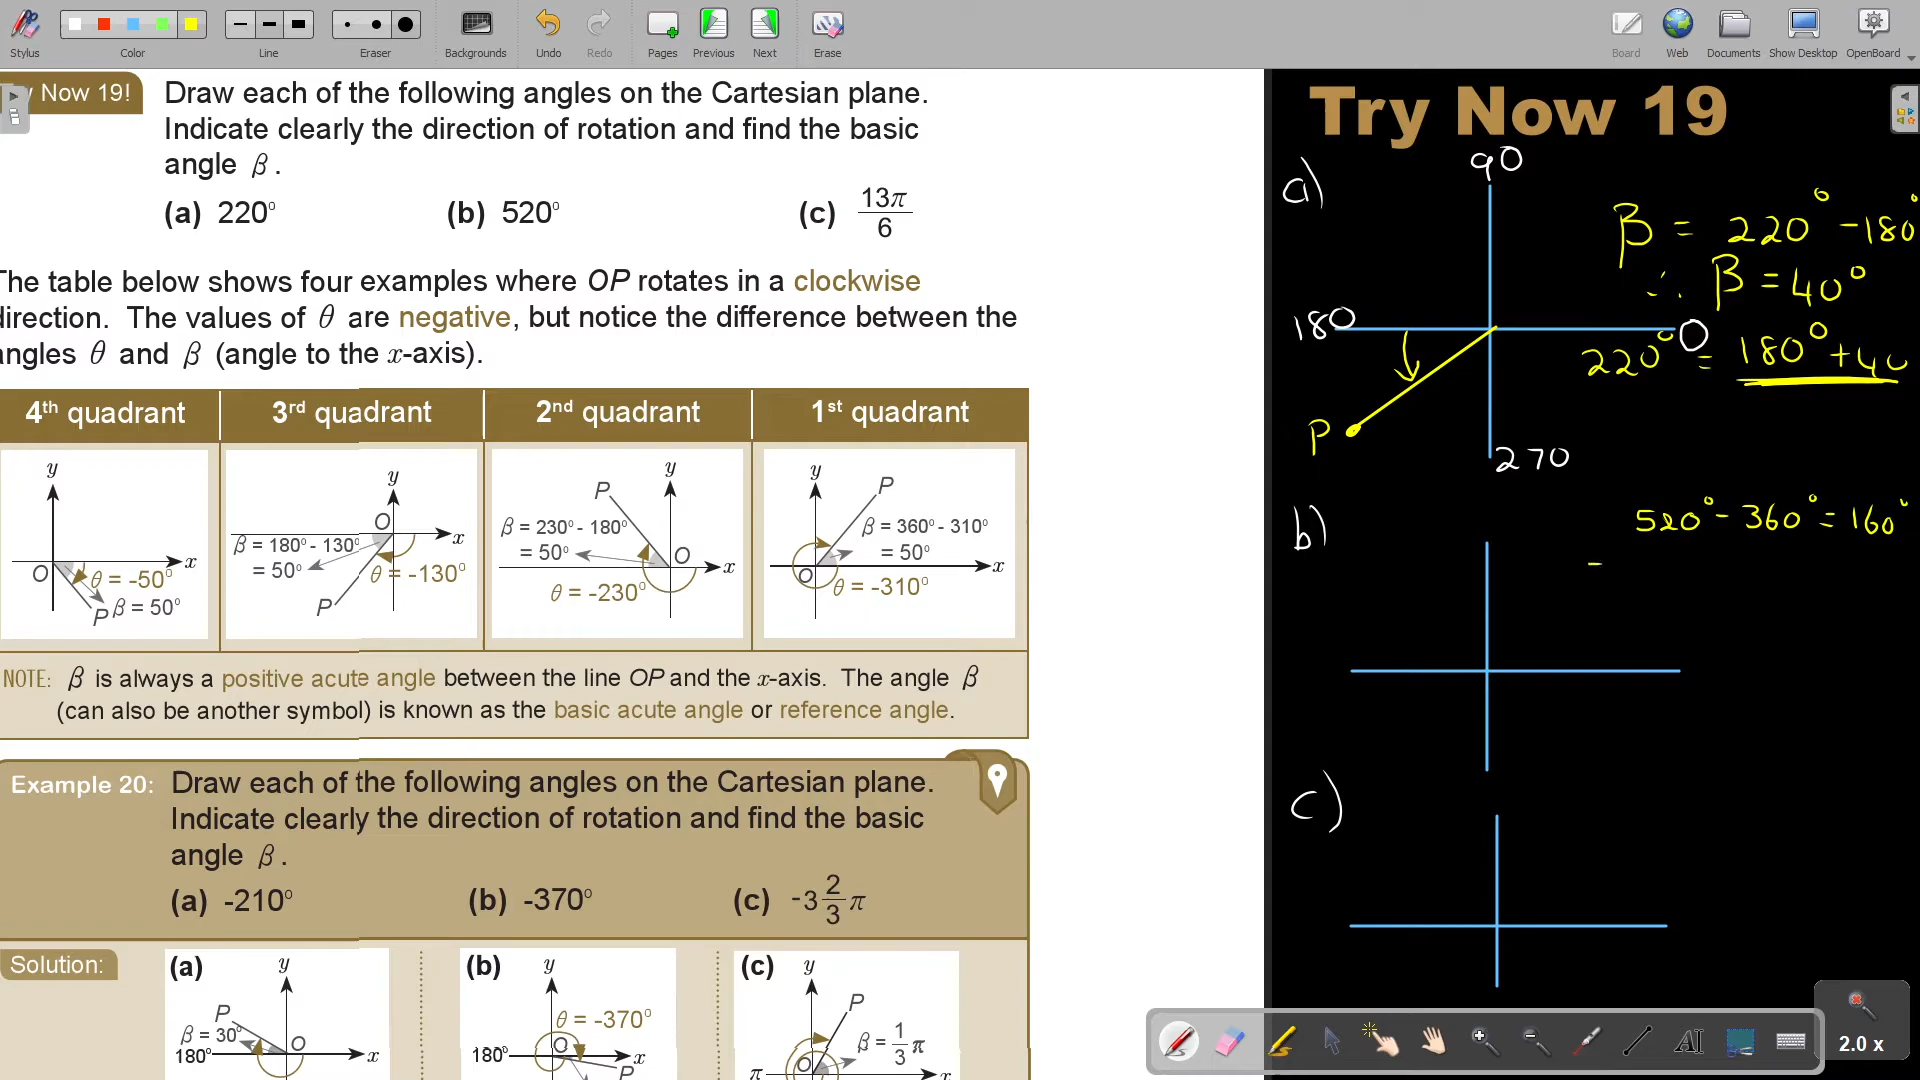 Stylus Color Line Eraser Backgrounds Undo Redo Pages Previous Next Erase Board Web Documents Show Desktop OpenBoard
Now 19!
Draw each of the following angles on the Cartesian plane.
Indicate clearly the direction of rotation and find the basic
angle β.
(a) 220° (b) 520° (c) 13π/6
The table below shows four examples where OP rotates in a clockwise
direction. The values of θ are negative, but notice the difference between the
angles θ and β (angle to the x-axis).
4th quadrant 3rd quadrant 2nd quadrant 1st quadrant
y
O
x
θ = -50°
P β = 50°
y
O
x
β = 180° - 130°
= 50°
θ = -130°
P
y
P
β = 230° - 180°
= 50°
O
x
θ = -230°
y
P
β = 360° - 310°
= 50°
O
x
θ = -310°
NOTE: β is always a positive acute angle between the line OP and the x-axis. The angle β
(can also be another symbol) is known as the basic acute angle or reference angle.
Example 20: Draw each of the following angles on the Cartesian plane.
Indicate clearly the direction of rotation and find the basic
angle β.
(a) -210° (b) -370° (c) -3 2/3 π
Solution:
(a) y
P
β = 30°
O
180° x
(b) y
θ = -370°
O
180° x
P
(c) y
P
β = 1/3 π
O
π x
Try Now 19
a)
90
180
0
270
P
β = 220° - 180°
∴ β = 40°
220° = 180° + 40
b)
520° - 360° = 160°
-
c)
2.0 x